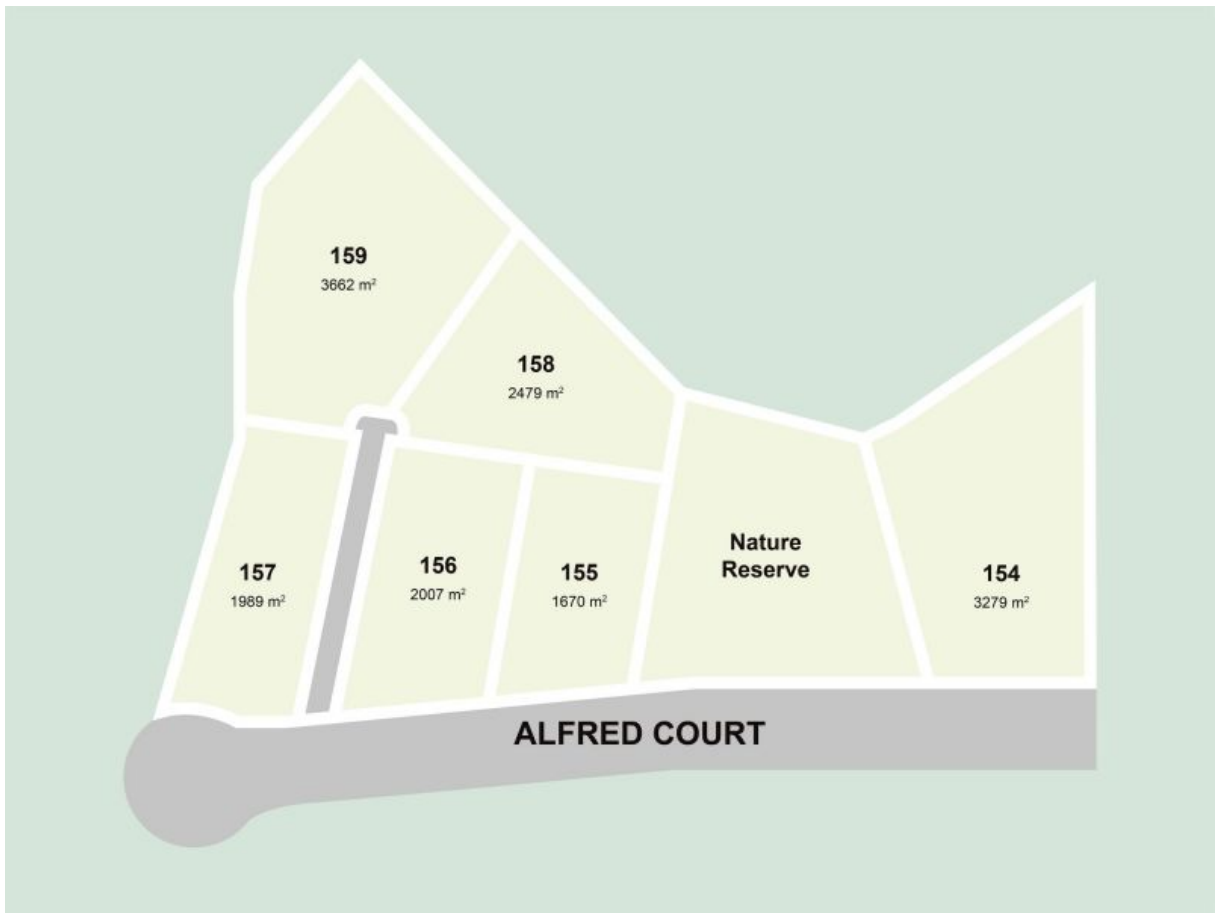 159
3662 m²
158
2479 m²
157
1989 m²
156
2007 m²
155
1670 m²
Nature
Reserve
154
3279 m²
ALFRED COURT